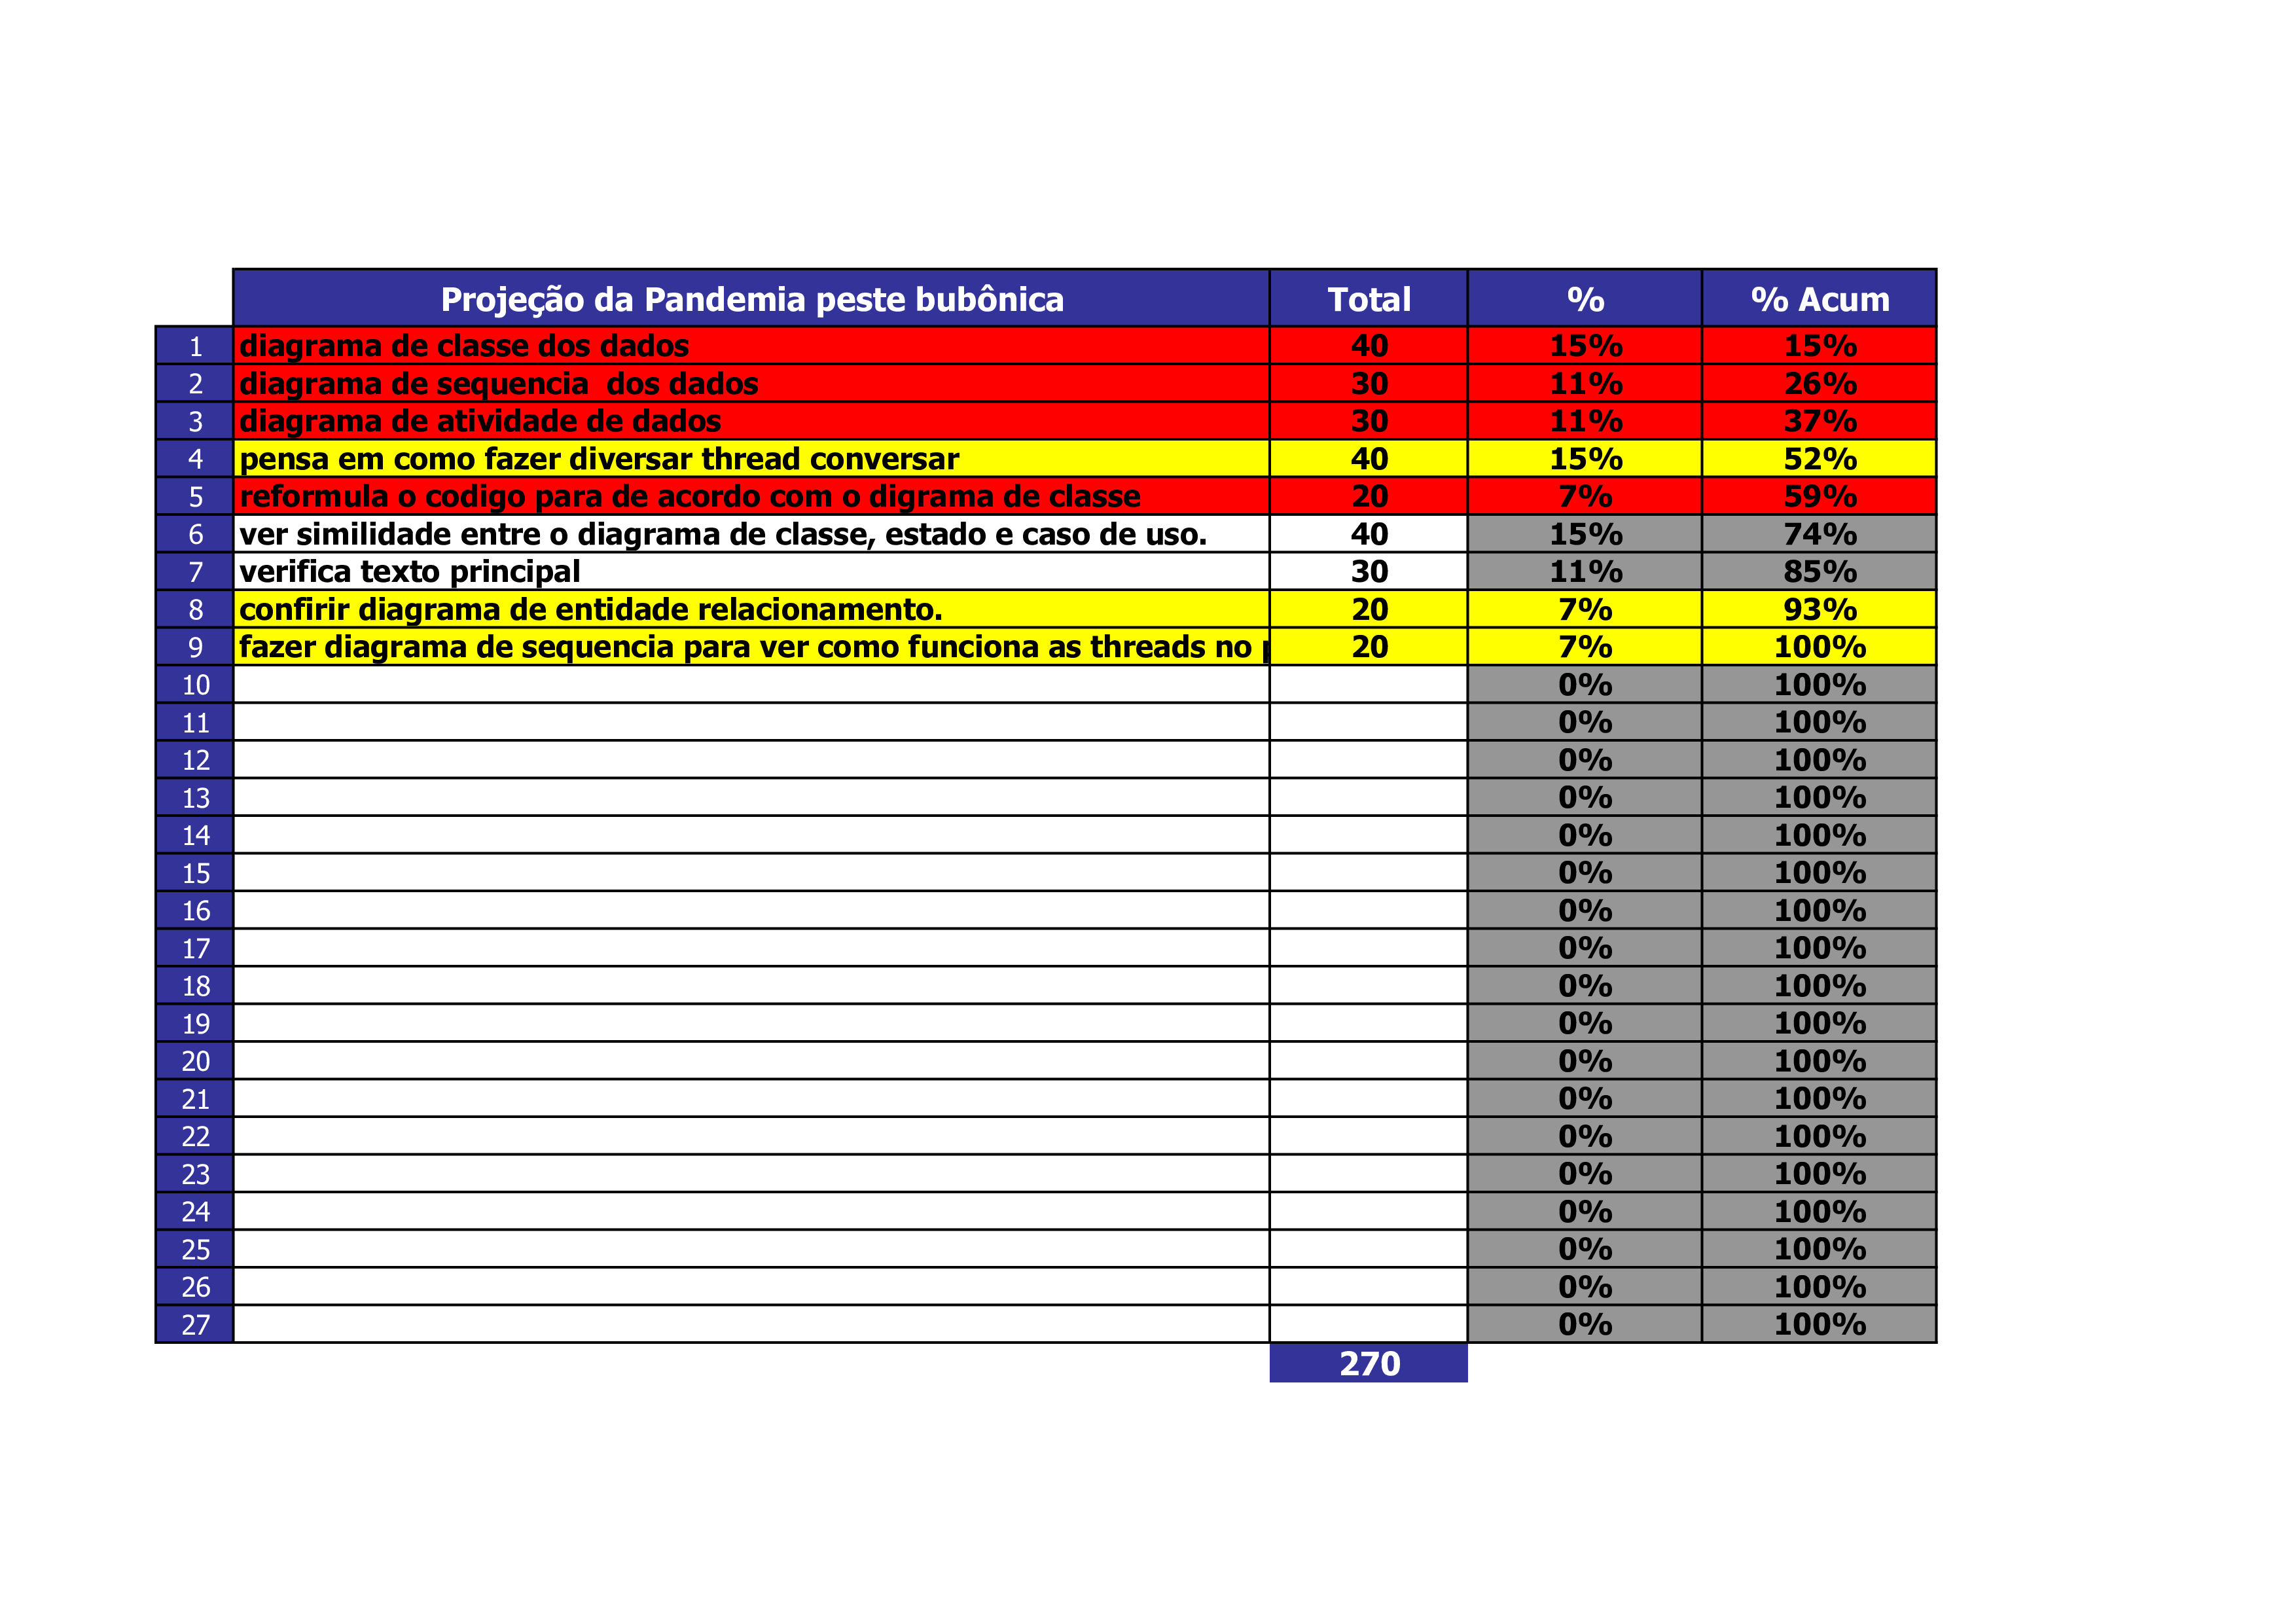 Projeção da Pandemia peste bubônica Total % % Acum
1 diagrama de classe dos dados 40 15% 15%
2 diagrama de sequencia  dos dados 30 11% 26%
3 diagrama de atividade de dados 30 11% 37%
4 pensa em como fazer diversar thread conversar 40 15% 52%
5 reformula o codigo para de acordo com o digrama de classe 20 7% 59%
6 ver similidade entre o diagrama de classe, estado e caso de uso. 40 15% 74%
7 verifica texto principal 30 11% 85%
8 confirir diagrama de entidade relacionamento. 20 7% 93%
9 fazer diagrama de sequencia para ver como funciona as threads no 20 7% 100%
10 0% 100%
11 0% 100%
12 0% 100%
13 0% 100%
14 0% 100%
15 0% 100%
16 0% 100%
17 0% 100%
18 0% 100%
19 0% 100%
20 0% 100%
21 0% 100%
22 0% 100%
23 0% 100%
24 0% 100%
25 0% 100%
26 0% 100%
27 0% 100%
270